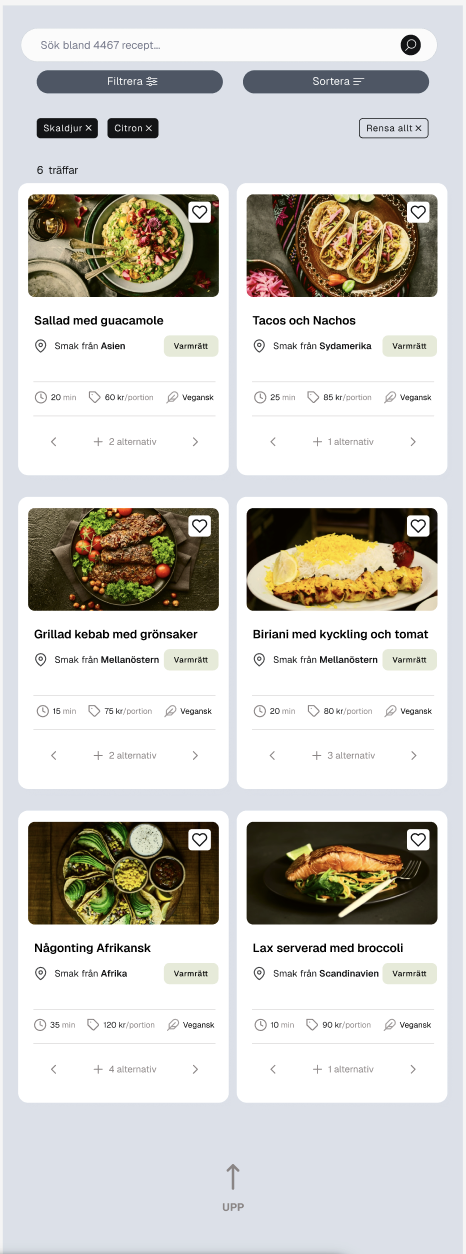 Sök bland 4467 recept...
Filtrera
Sortera
Skaldjur
Citron
Rensa allt
6 träffar
Sallad med guacamole
Smak från Asien
Varmrätt
20 min
60 kr/portion
Vegansk
2 alternativ
Tacos och Nachos
Smak från Sydamerika
Varmrätt
25 min
85 kr/portion
Vegansk
1 alternativ
Grillad kebab med grönsaker
Smak från Mellanöstern
Varmrätt
15 min
75 kr/portion
Vegansk
2 alternativ
Biriani med kyckling och tomat
Smak från Mellanöstern
Varmrätt
20 min
80 kr/portion
Vegansk
3 alternativ
Någonting Afrikansk
Smak från Afrika
Varmrätt
35 min
120 kr/portion
Vegansk
4 alternativ
Lax serverad med broccoli
Smak från Scandinavien
Varmrätt
10 min
90 kr/portion
Vegansk
1 alternativ
UPP